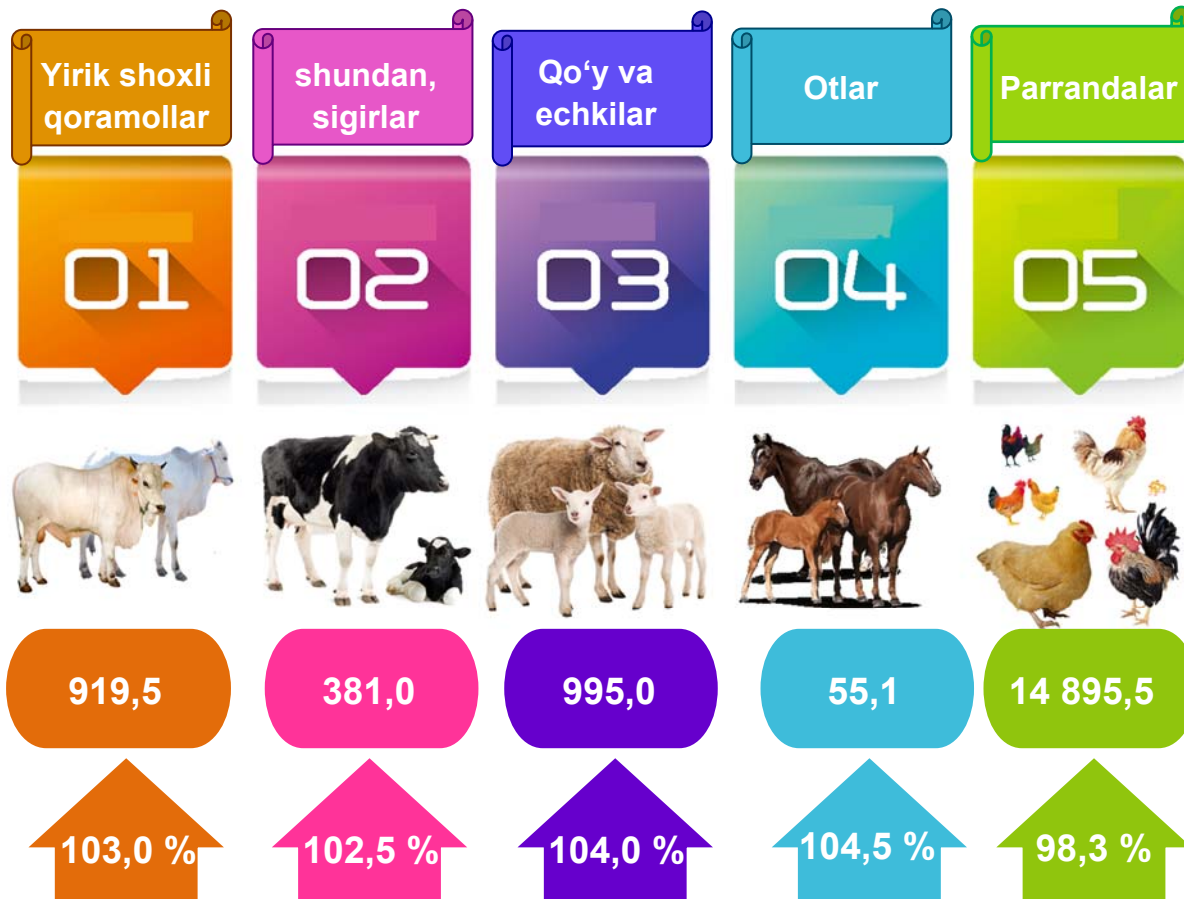 Yirik shoxli
qoramollar
shundan,
sigirlar
Qo‘y va
echkilar
Otlar
Parrandalar
01
02
03
04
05
919,5
381,0
995,0
55,1
14 895,5
103,0 %
102,5 %
104,0 %
104,5 %
98,3 %